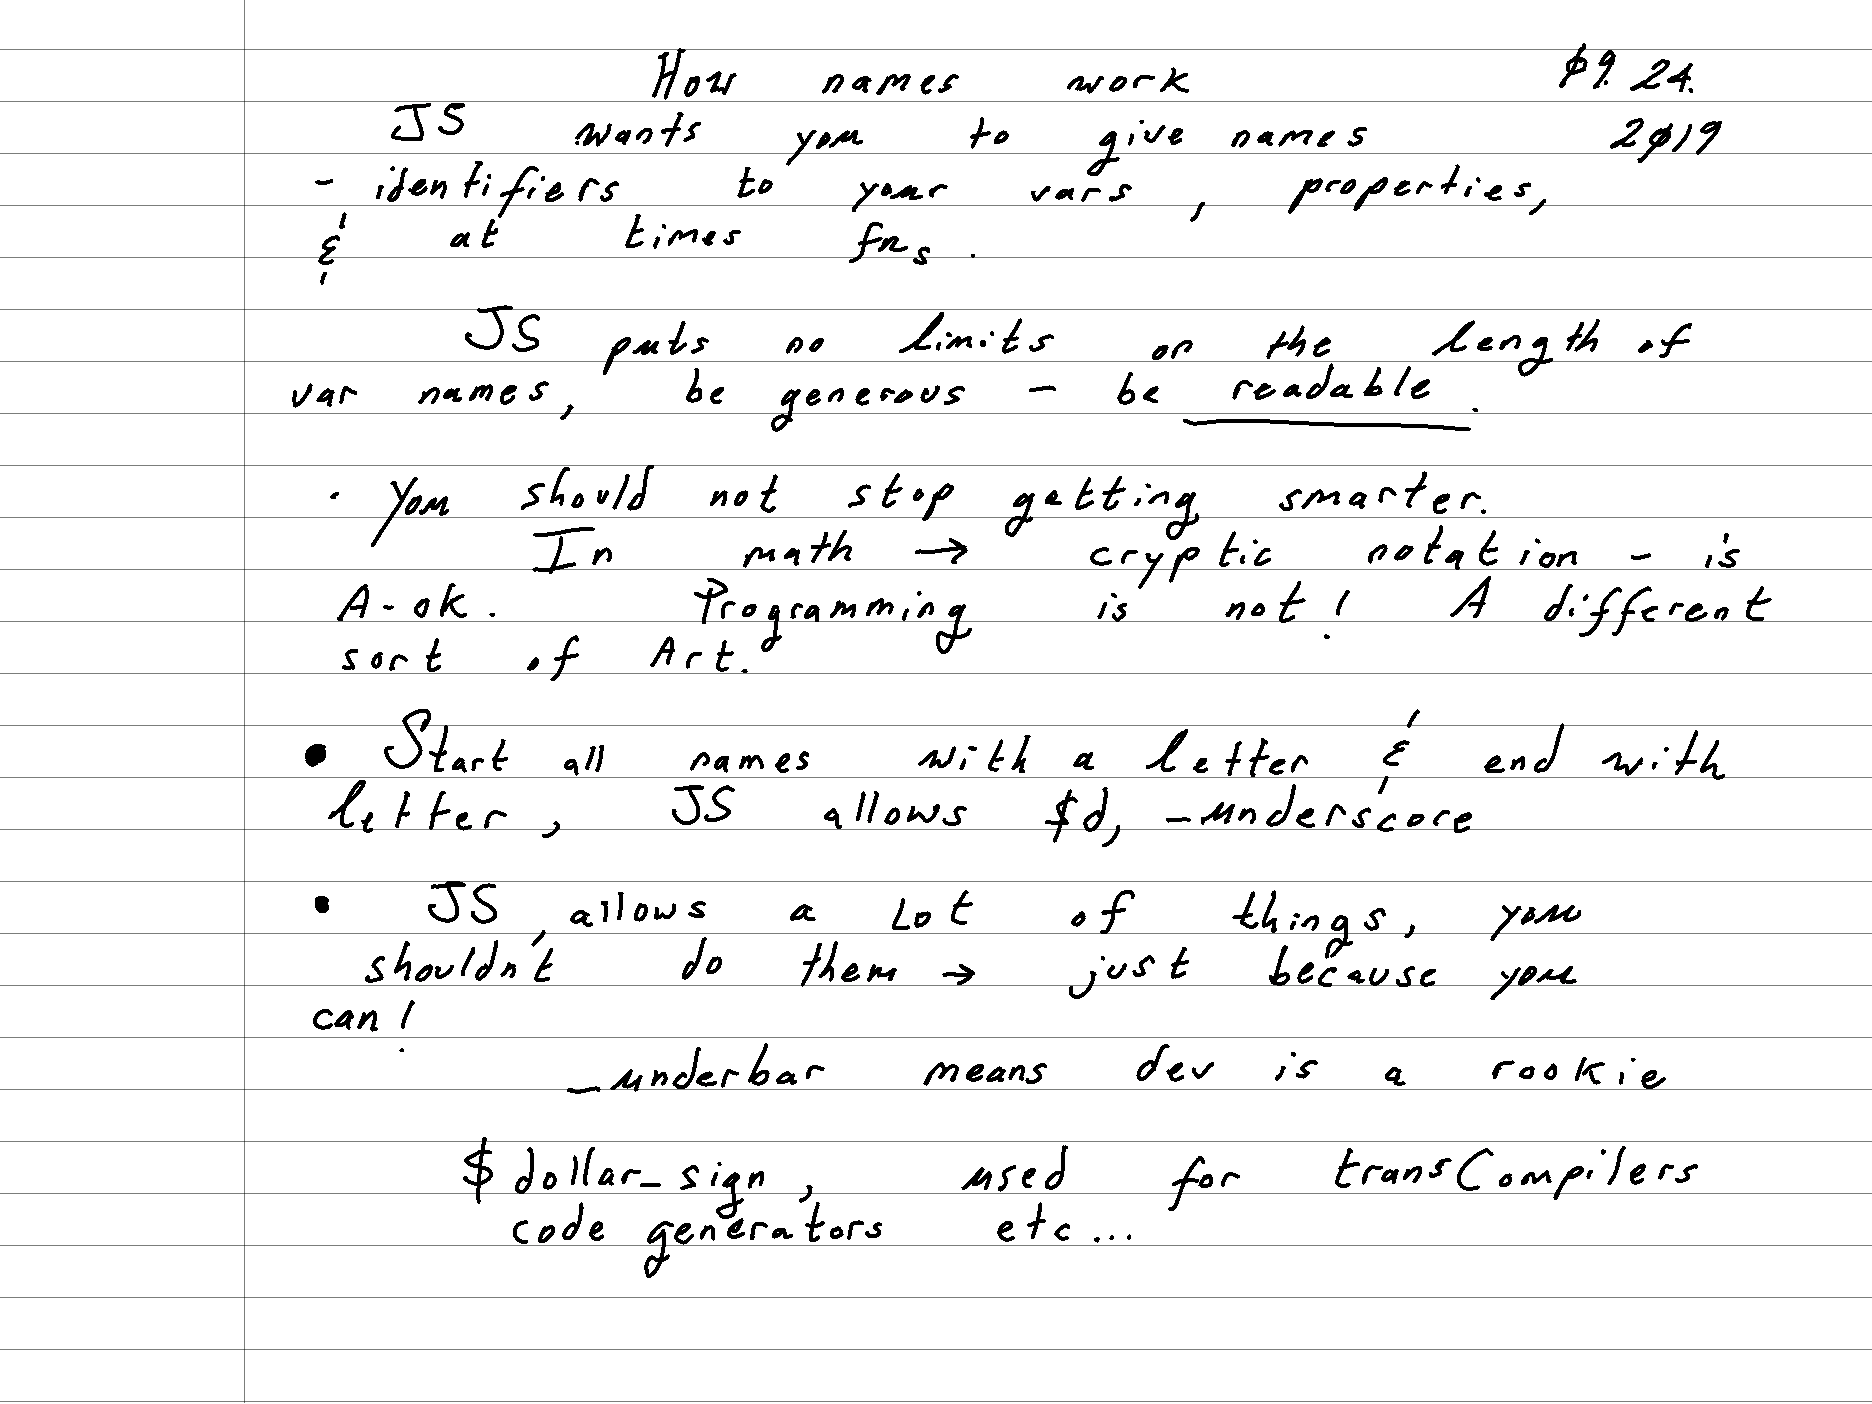 How names work 09. 24.
JS wants you to give names 2019
- identifiers to your vars, properties,
& at times fns.
JS puts no limits on the length of
var names, be generous - be readable.
· You should not stop getting smarter.
In math → cryptic notation - is
A-ok. Programming is not! A different
sort of Art.
• Start all names with a letter & end with
letter, JS allows $d, _underscore
• JS allows a Lot of things, you
shouldn't do them → just because you
can!
_underbar means dev is a rookie
$ dollar_sign, used for transCompilers
code generators etc...